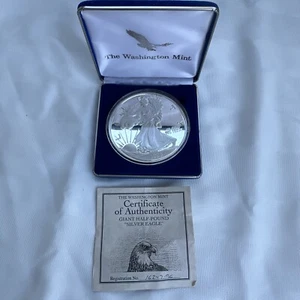 The Washington Mint
THE WASHINGTON MINT
Certificate
of Authenticity
GIANT HALF-POUND
"SILVER EAGLE"
Registration No.